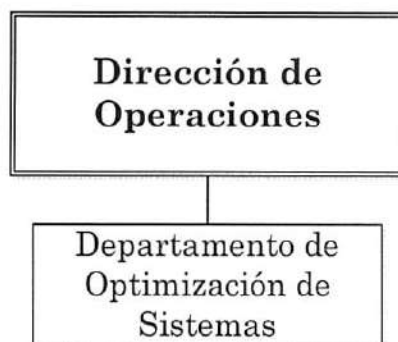 Dirección de
Operaciones
Departamento de
Optimización de
Sistemas